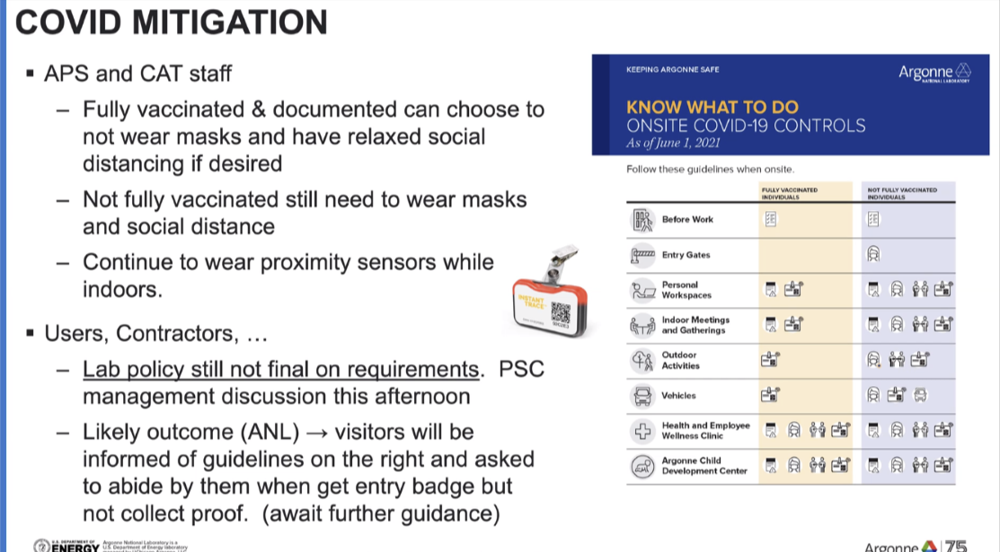 COVID MITIGATION
▪ APS and CAT staff
– Fully vaccinated & documented can choose to
not wear masks and have relaxed social
distancing if desired
– Not fully vaccinated still need to wear masks
and social distance
– Continue to wear proximity sensors while
indoors.
▪ Users, Contractors, …
– Lab policy still not final on requirements. PSC
management discussion this afternoon
– Likely outcome (ANL) → visitors will be
informed of guidelines on the right and asked
to abide by them when get entry badge but
not collect proof. (await further guidance)
INSTANT
TRACE
KEEPING ARGONNE SAFE
Argonne
NATIONAL LABORATORY
KNOW WHAT TO DO
ONSITE COVID-19 CONTROLS
As of June 1, 2021
Follow these guidelines when onsite.
FULLY VACCINATED
INDIVIDUALS
NOT FULLY VACCINATED
INDIVIDUALS
Before Work
Entry Gates
Personal
Workspaces
Indoor Meetings
and Gatherings
Outdoor
Activities
Vehicles
Health and Employee
Wellness Clinic
Argonne Child
Development Center
U.S. DEPARTMENT OF
ENERGY
Argonne National Laboratory is a
U.S. Department of Energy laboratory
Argonne
75